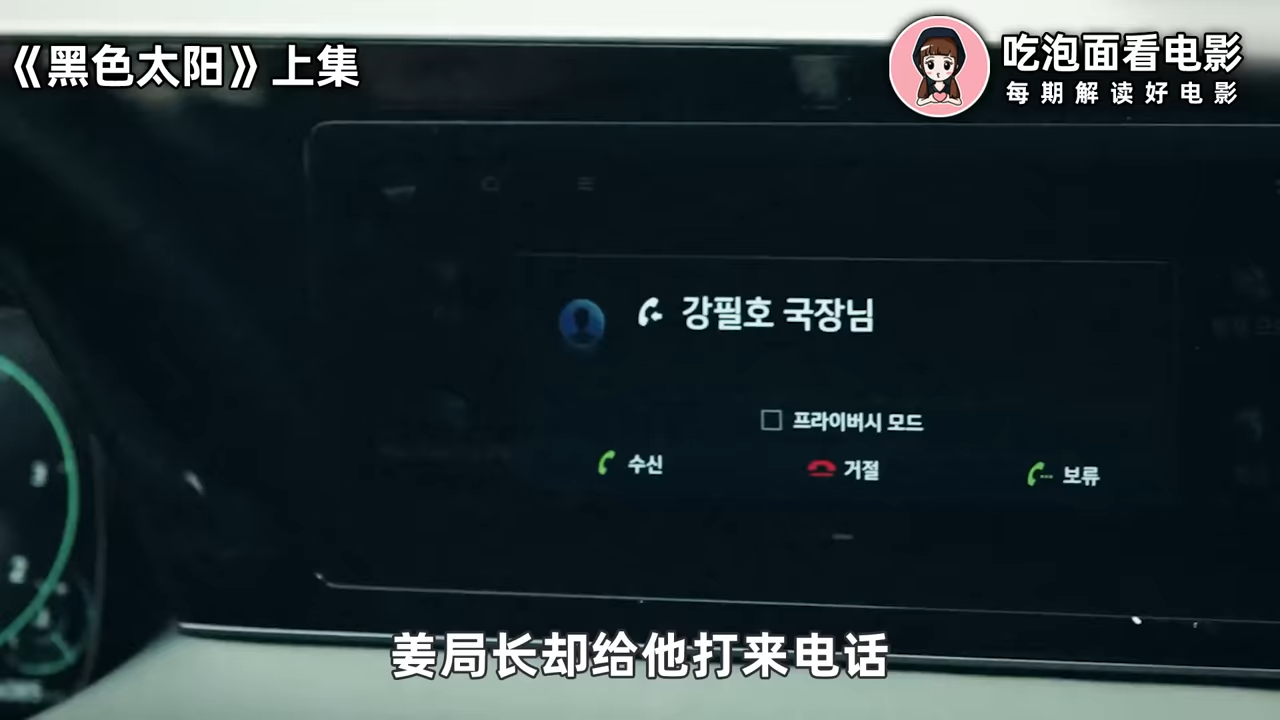 《黑色太阳》上集
吃泡面看电影
每期解读好电影
강필호 국장님
프라이버시 모드
수신
거절
보류
3
2
姜局长却给他打来电话